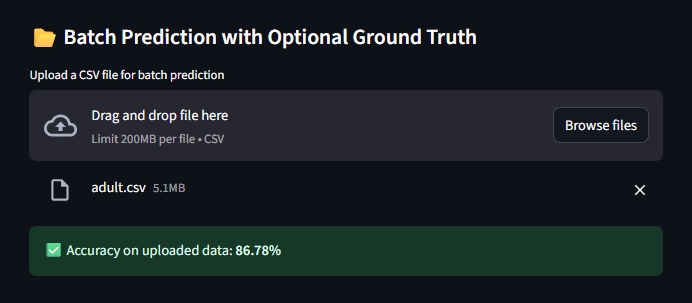 Batch Prediction with Optional Ground Truth
Upload a CSV file for batch prediction
Drag and drop file here
Limit 200MB per file • CSV
Browse files
adult.csv 5.1MB
Accuracy on uploaded data: 86.78%